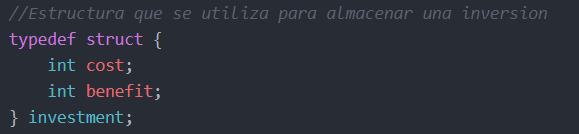 //Estructura que se utiliza para almacenar una inversion
typedef struct {
    int cost;
    int benefit;
} investment;